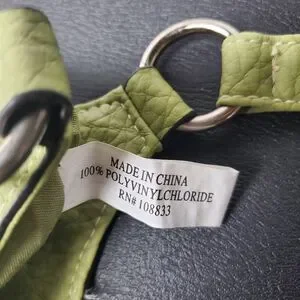 MADE IN CHINA
100% POLYVINYLCHLORIDE
RN# 108833